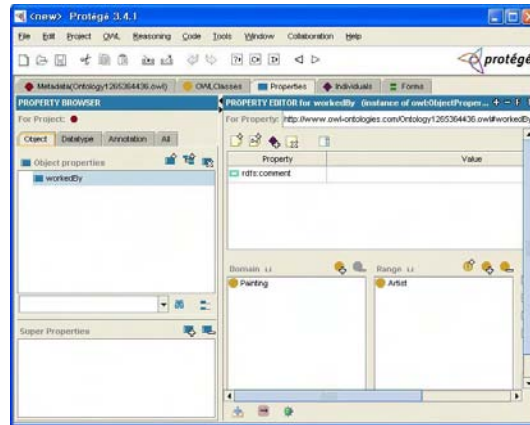 <new> Protégé 3.4.1
File Edit Project OWL Reasoning Code Tools Window Collaboration Help
protégé
Metadata(Ontology1265364436.owl) OWLClasses Properties Individuals Forms
PROPERTY BROWSER
For Project:
Object Datatype Annotation All
Object properties
workedBy
Super Properties
PROPERTY EDITOR for workedBy (instance of owl:ObjectProper...
For Property: http://www.owl-ontologies.com/Ontology1265364436.owl#workedBy
Property Value
rdfs:comment
Domain Range
Painting Artist